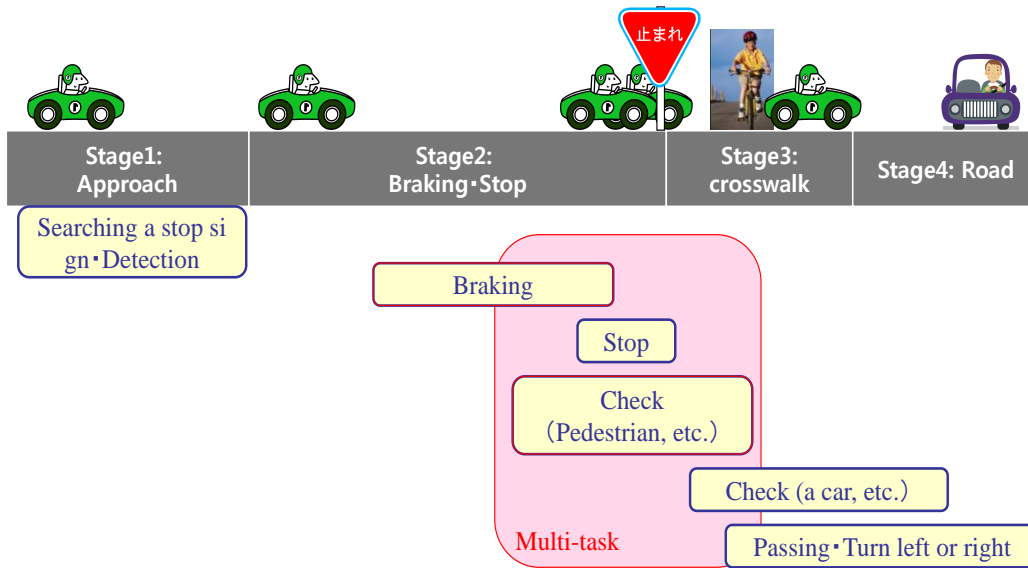 止まれ
Stage1:
Approach
Stage2:
Braking・Stop
Stage3:
crosswalk
Stage4: Road
Searching a stop si
gn・Detection
Braking
Stop
Check
（Pedestrian, etc.）
Check (a car, etc.）
Multi-task
Passing・Turn left or right